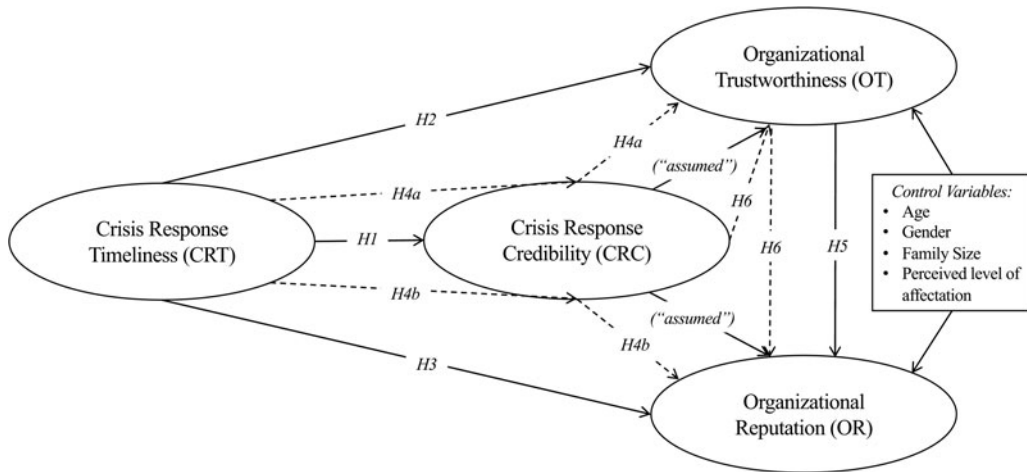 Organizational
Trustworthiness (OT)
H2
H4a
("assumed")
H4a
H6
Control Variables:
• Age
• Gender
• Family Size
• Perceived level of
affectation
Crisis Response
Timeliness (CRT)
H1
Crisis Response
Credibility (CRC)
H6
H5
H4b
("assumed")
H4b
H3
Organizational
Reputation (OR)